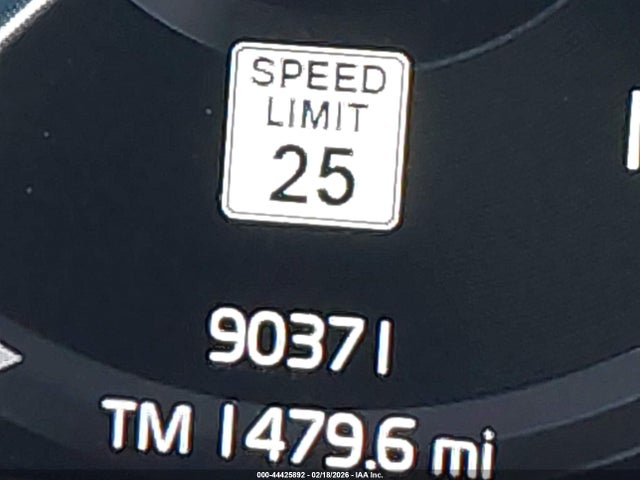 SPEED
LIMIT
25
90371
TM 1479.6 mi
000-44425892 - 02/18/2026 - IAA Inc.